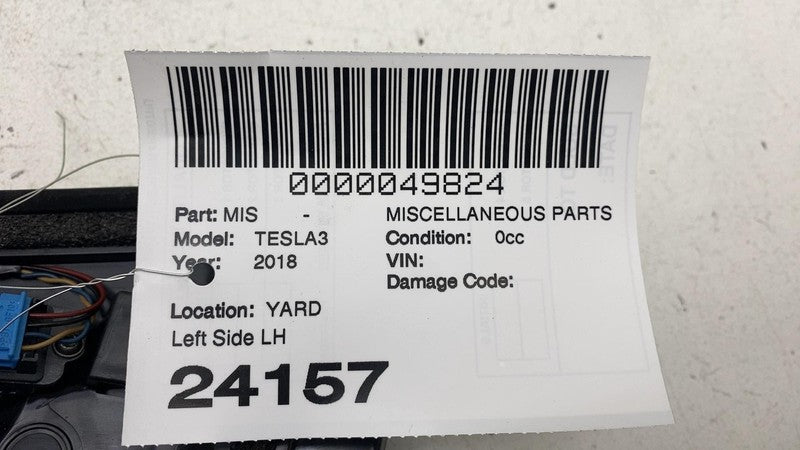 0000049824
Part: MIS - MISCELLANEOUS PARTS
Model: TESLA3 Condition: 0cc
Year: 2018 VIN:
Damage Code:
Location: YARD
Left Side LH
24157